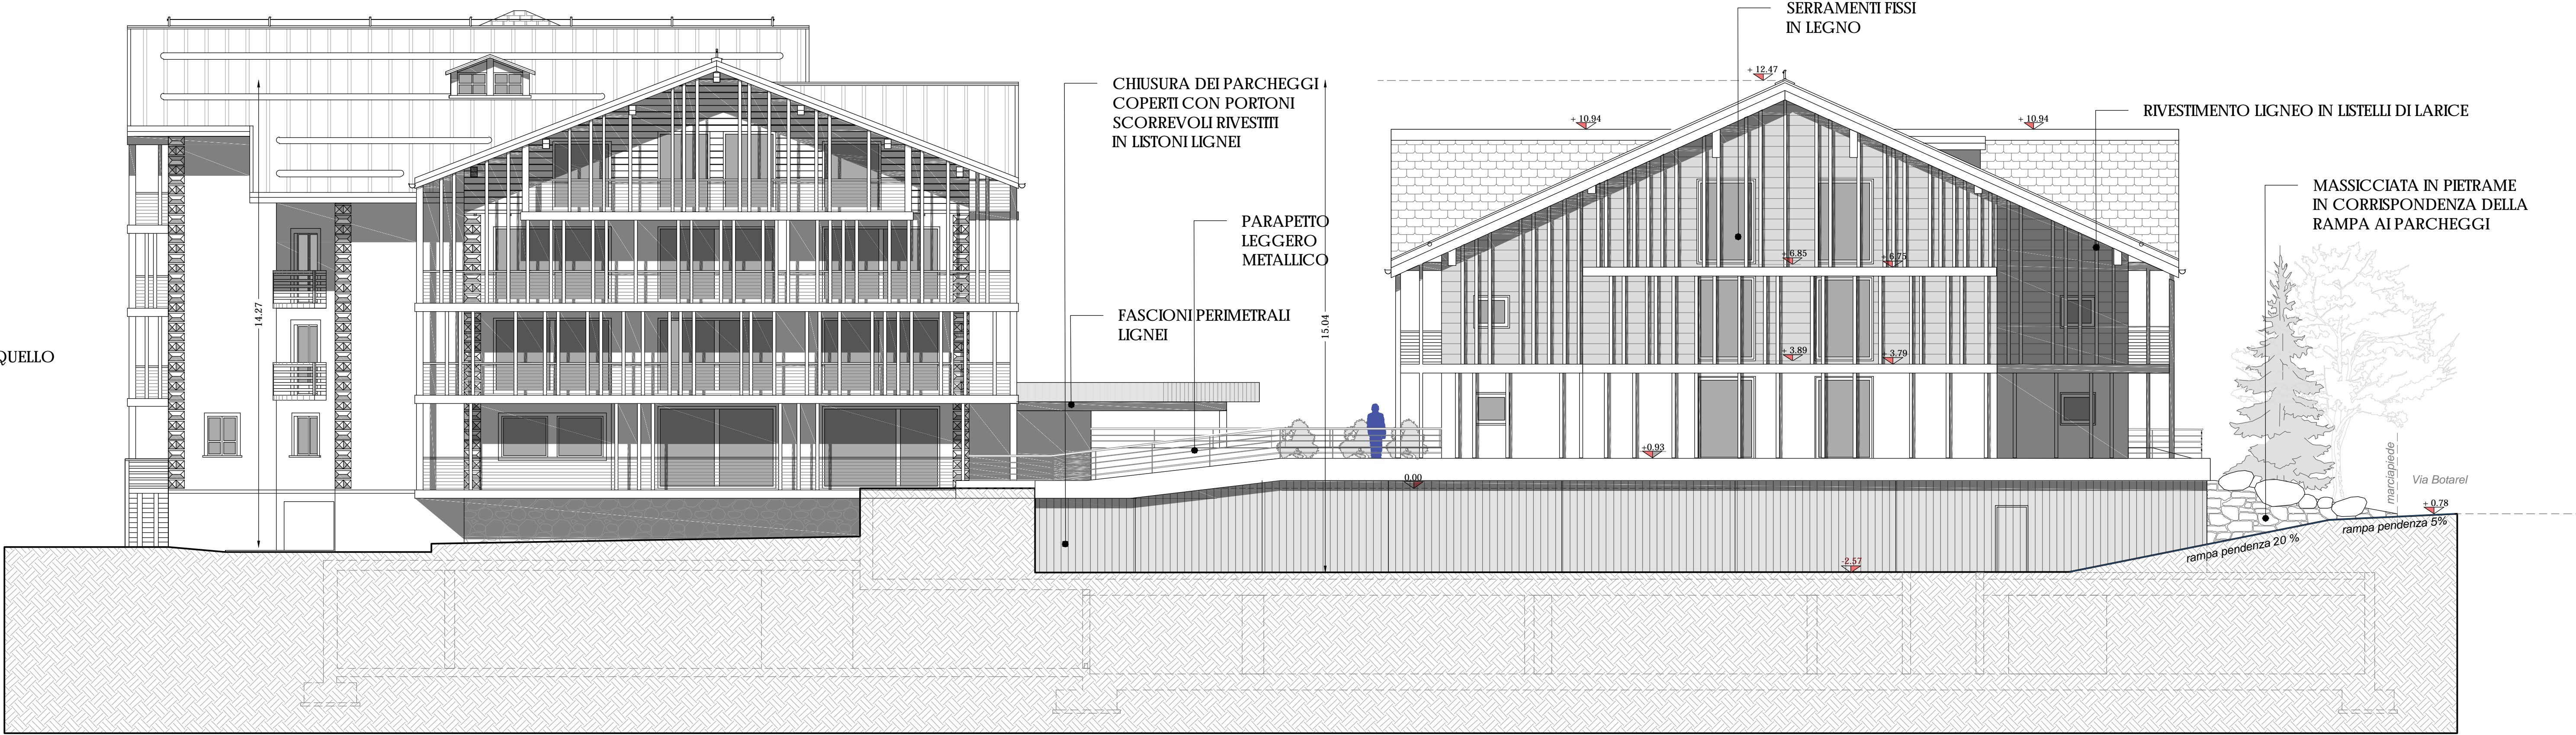 SERRAMENTI FISSI
IN LEGNO
+ 12.47
CHIUSURA DEI PARCHEGGI
COPERTI CON PORTONI
SCORREVOLI RIVESTITI
IN LISTONI LIGNEI
+ 10.94
+ 10.94
RIVESTIMENTO LIGNEO IN LISTELLI DI LARICE
MASSICCIATA IN PIETRAME
IN CORRISPONDENZA DELLA
RAMPA AI PARCHEGGI
PARAPETTO
LEGGERO
METALLICO
+ 6.85
+ 6.75
14.27
15.04
FASCIONI PERIMETRALI
LIGNEI
QUELLO
+ 3.89
+ 3.79
+0.93
0.00
marciapiede
Via Botarel
+ 0.78
rampa pendenza 5%
rampa pendenza 20 %
-2.57